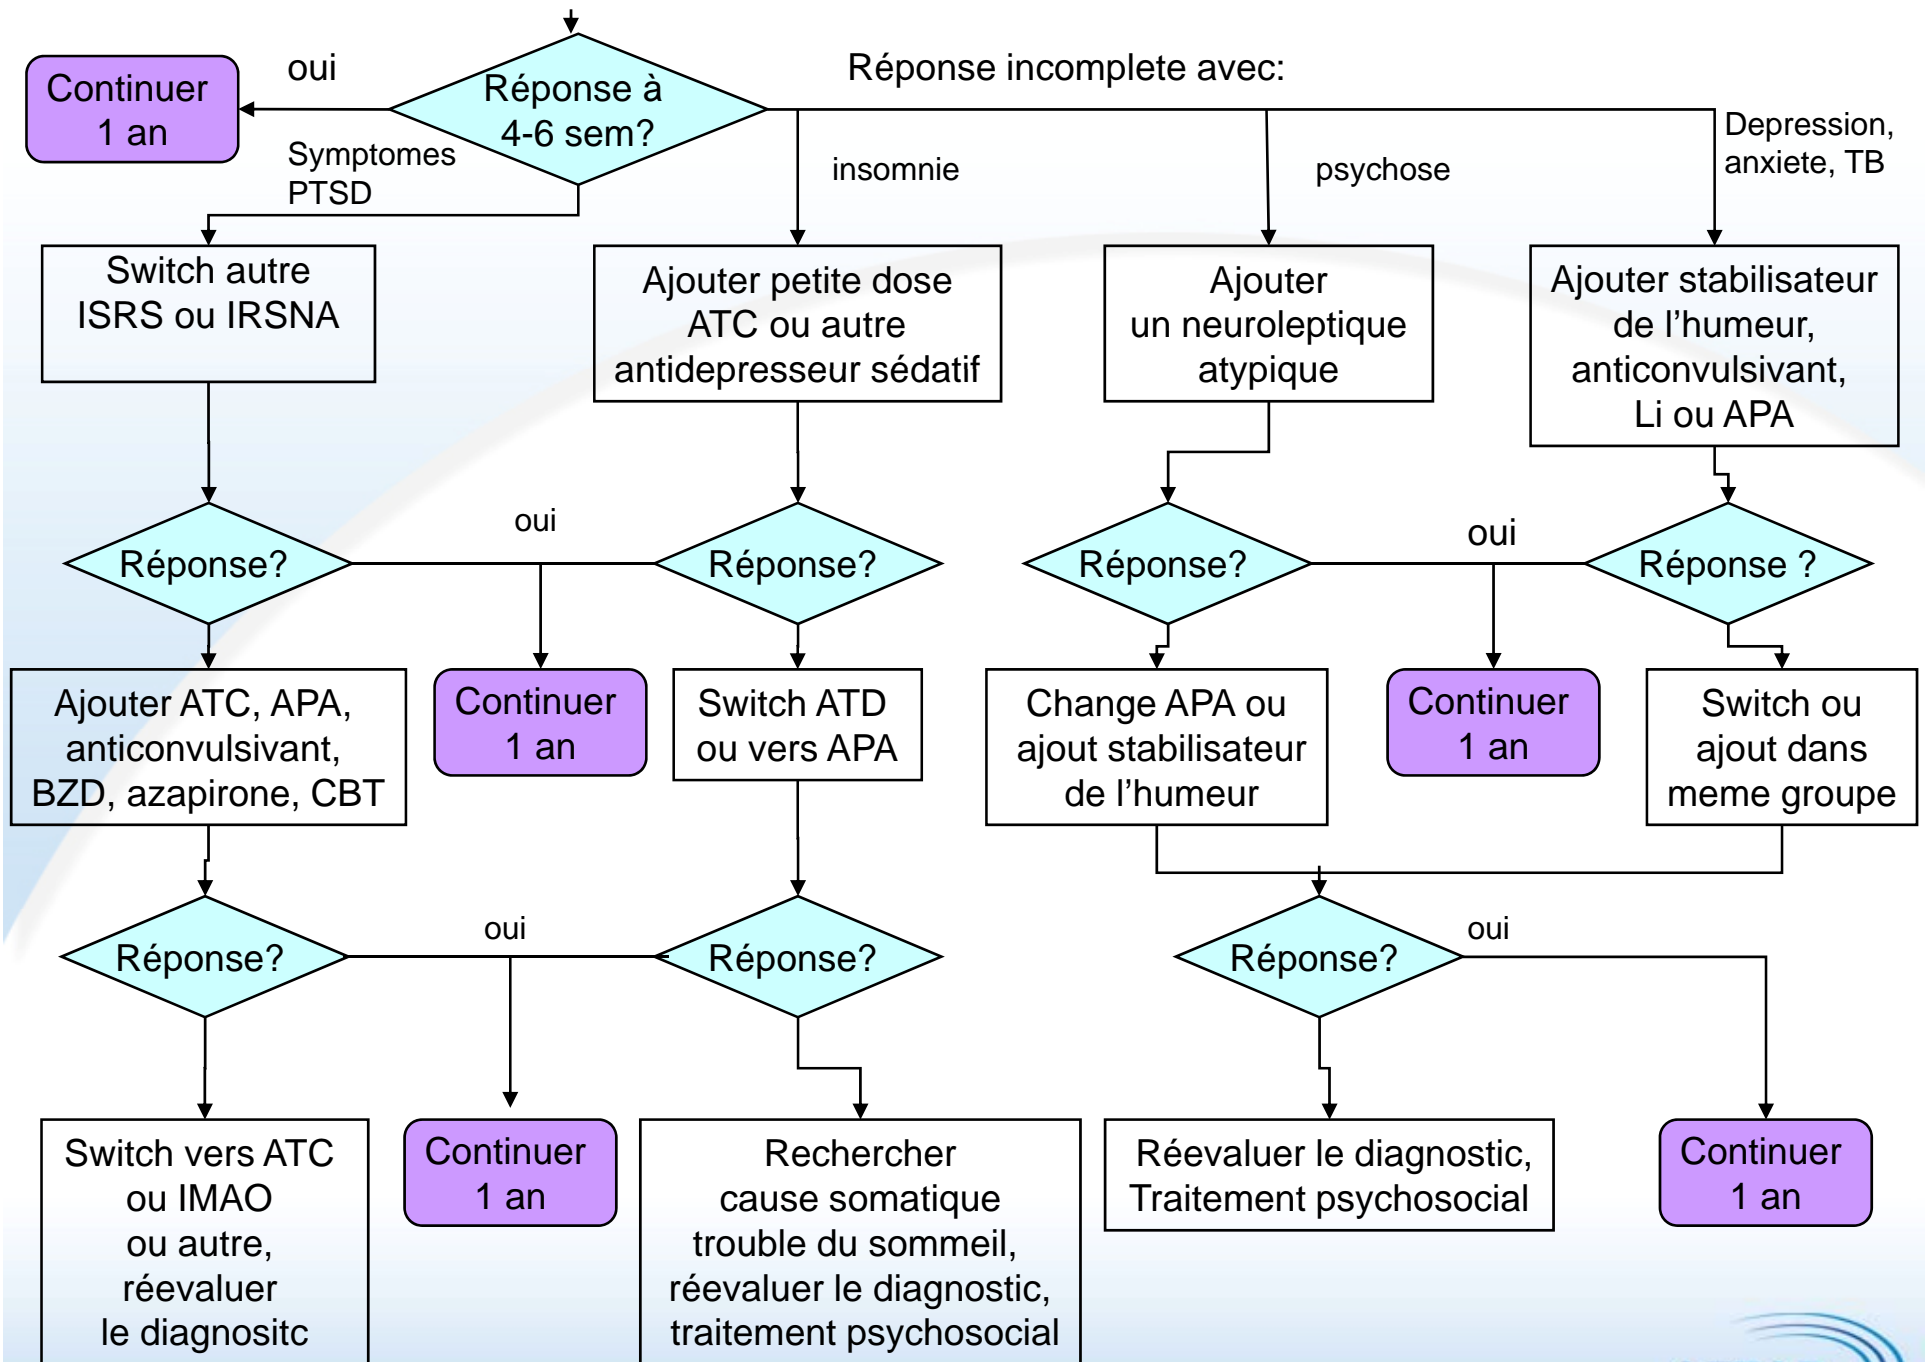 Continuer
1 an
oui
Réponse à
4-6 sem?
Réponse incomplete avec:
Symptomes
PTSD
insomnie
psychose
Depression,
anxiete, TB
Switch autre
ISRS ou IRSNA
Ajouter petite dose
ATC ou autre
antidepresseur sédatif
Ajouter
un neuroleptique
atypique
Ajouter stabilisateur
de l’humeur,
anticonvulsivant,
Li ou APA
Réponse?
oui
Réponse?
Réponse?
oui
Réponse ?
Ajouter ATC, APA,
anticonvulsivant,
BZD, azapirone, CBT
Continuer
1 an
Switch ATD
ou vers APA
Change APA ou
ajout stabilisateur
de l’humeur
Continuer
1 an
Switch ou
ajout dans
meme groupe
Réponse?
oui
Réponse?
Réponse?
oui
Switch vers ATC
ou IMAO
ou autre,
réevaluer
le diagnositc
Continuer
1 an
Rechercher
cause somatique
trouble du sommeil,
réevaluer le diagnostic,
traitement psychosocial
Réevaluer le diagnostic,
Traitement psychosocial
Continuer
1 an